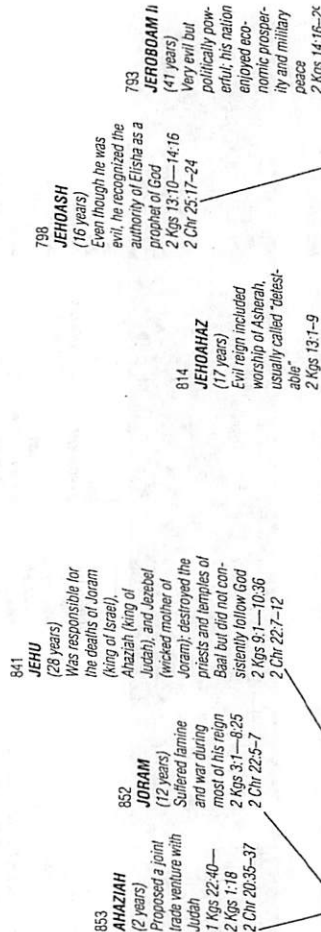 853
AHAZIAH
(2 years)
Proposed a joint
trade venture with
Judah
1 Kgs 22:40—
2 Kgs 1:18
2 Chr 20:35–37
852
JORAM
(12 years)
Suffered famine
and war during
most of his reign
2 Kgs 3:1—8:25
2 Chr 22:5–7
841
JEHU
(28 years)
Was responsible for
the deaths of Joram
(king of Israel),
Ahaziah (king of
Judah), and Jezebel
(wicked mother of
Joram); destroyed the
priests and temples of
Baal but did not con-
sistently follow God
2 Kgs 9:1—10:36
2 Chr 22:7–12
814
JEHOAHAZ
(17 years)
Evil reign included
worship of Asherah,
usually called "detest-
able"
2 Kgs 13:1–9
798
JEHOASH
(16 years)
Even though he was
evil, he recognized the
authority of Elisha as a
prophet of God
2 Kgs 13:10—14:16
2 Chr 25:17–24
793
JEROBOAM II
(41 years)
Very evil but
politically pow-
erful; his nation
enjoyed eco-
nomic prosper-
ity and military
peace
2 Kgs 14:16–29